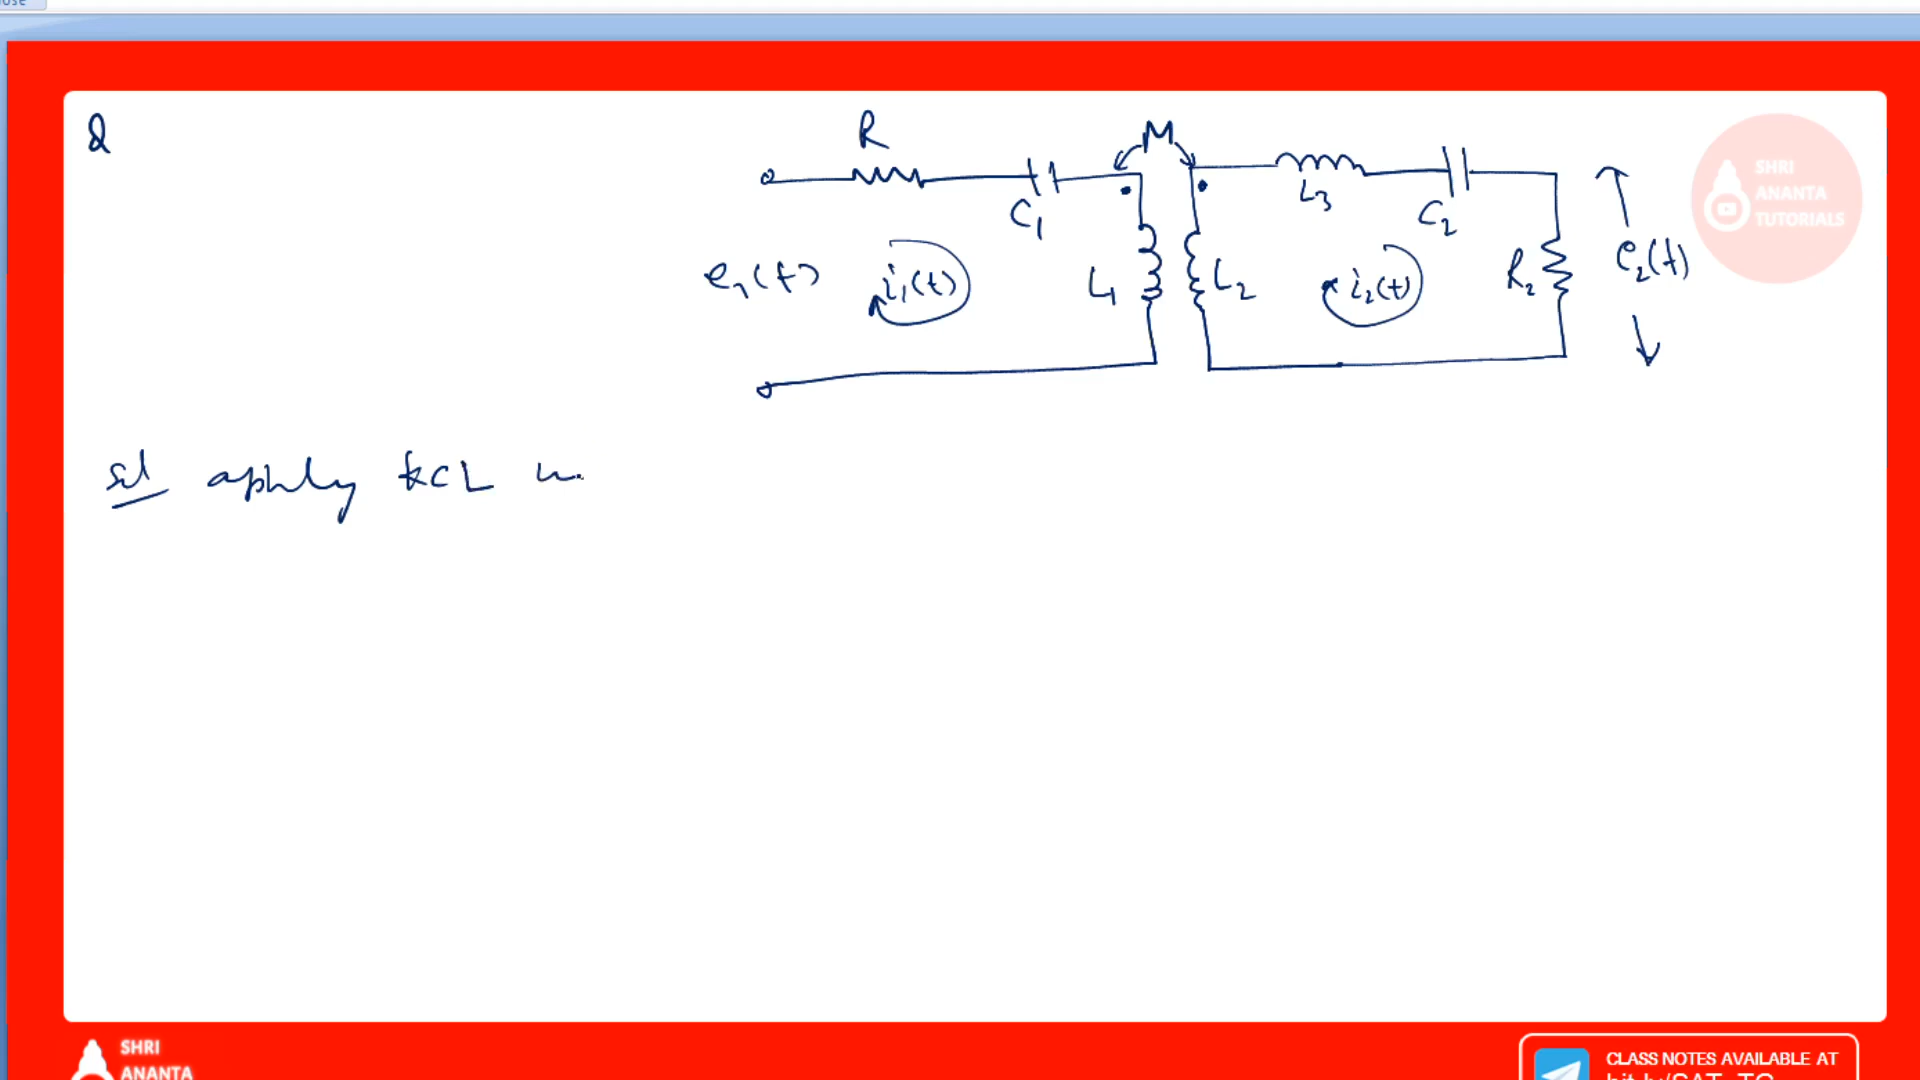 Q
R
M
C1
L3
C2
e1(t)
i1(t)
L1
L2
i2(t)
R2
e2(t)
SHRI
ANANTA
TUTORIALS
sol apply KCL
SHRI
ANANTA
CLASS NOTES AVAILABLE AT